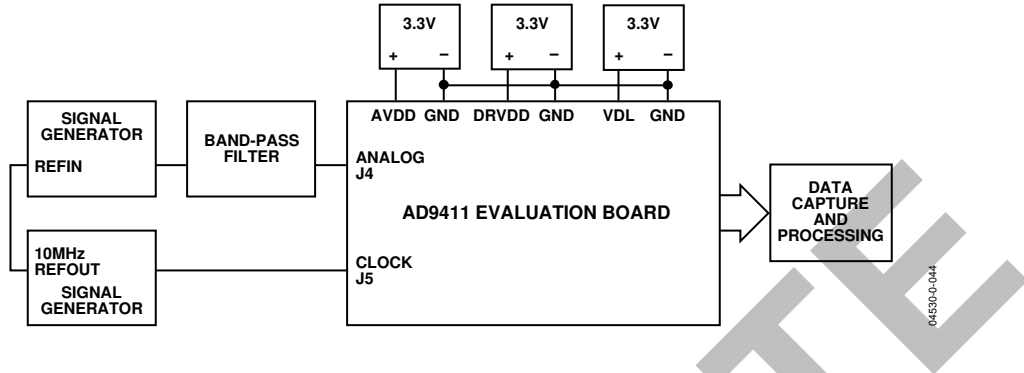 3.3V
+ −
3.3V
+ −
3.3V
+ −
AVDD GND DRVDD GND VDL GND
SIGNAL
GENERATOR
REFIN
BAND-PASS
FILTER
ANALOG
J4
AD9411 EVALUATION BOARD
DATA
CAPTURE
AND
PROCESSING
10MHz
REFOUT
SIGNAL
GENERATOR
CLOCK
J5
04530-0-044
TE